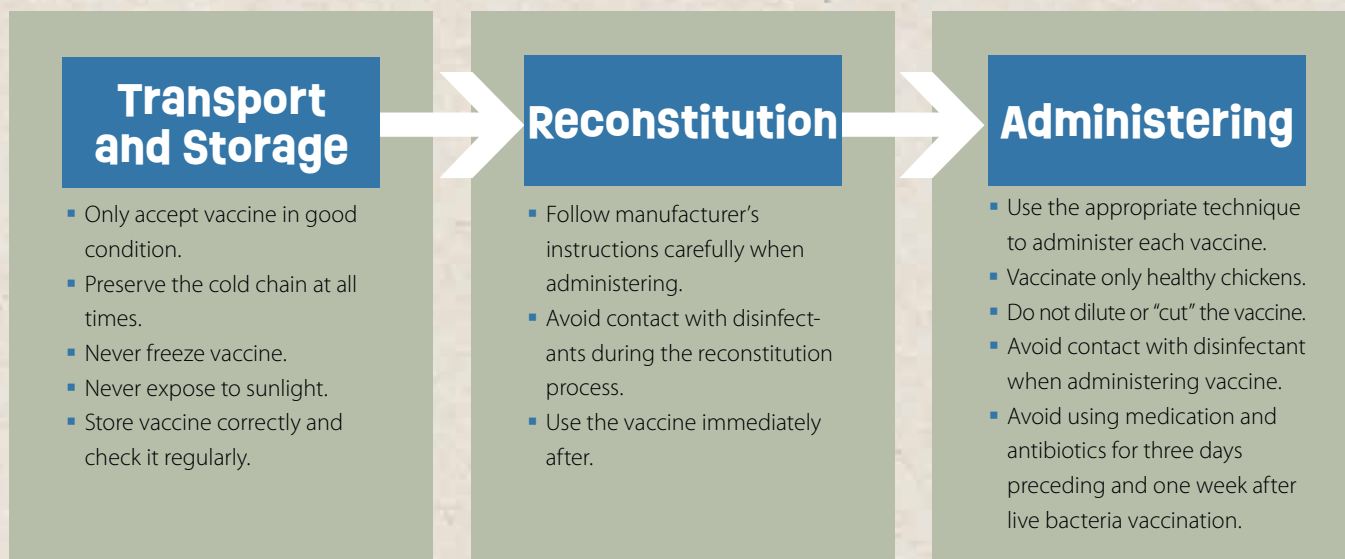 Transport
and Storage
▪ Only accept vaccine in good
condition.
▪ Preserve the cold chain at all
times.
▪ Never freeze vaccine.
▪ Never expose to sunlight.
▪ Store vaccine correctly and
check it regularly.
Reconstitution
▪ Follow manufacturer’s
instructions carefully when
administering.
▪ Avoid contact with disinfect-
ants during the reconstitution
process.
▪ Use the vaccine immediately
after.
Administering
▪ Use the appropriate technique
to administer each vaccine.
▪ Vaccinate only healthy chickens.
▪ Do not dilute or “cut” the vaccine.
▪ Avoid contact with disinfectant
when administering vaccine.
▪ Avoid using medication and
antibiotics for three days
preceding and one week after
live bacteria vaccination.